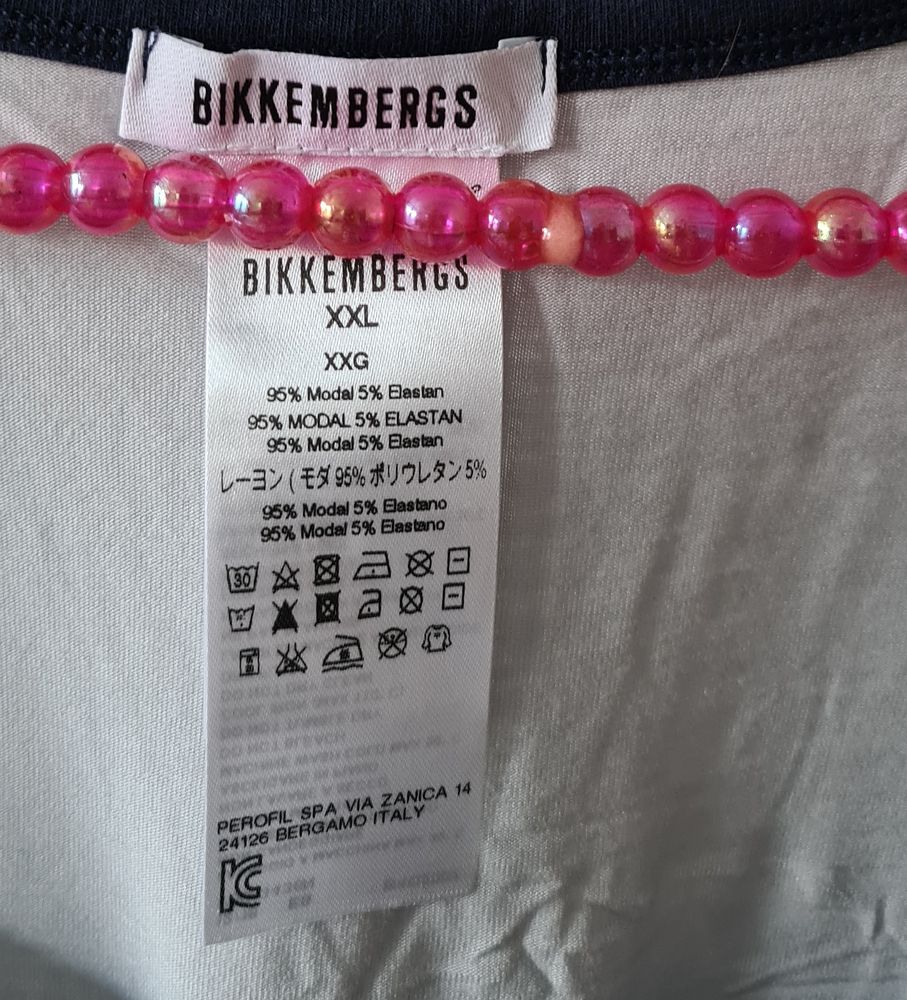 BIKKEMBERGS
BIKKEMBERGS
XXL
XXG
95% Modal 5% Elastan
95% MODAL 5% ELASTAN
95% Modal 5% Elastan
レーヨン ( モダ 95% ポリウレタン 5%
95% Modal 5% Elastano
95% Modal 5% Elastano
30
PEROFIL SPA VIA ZANICA 14
24126 BERGAMO ITALY